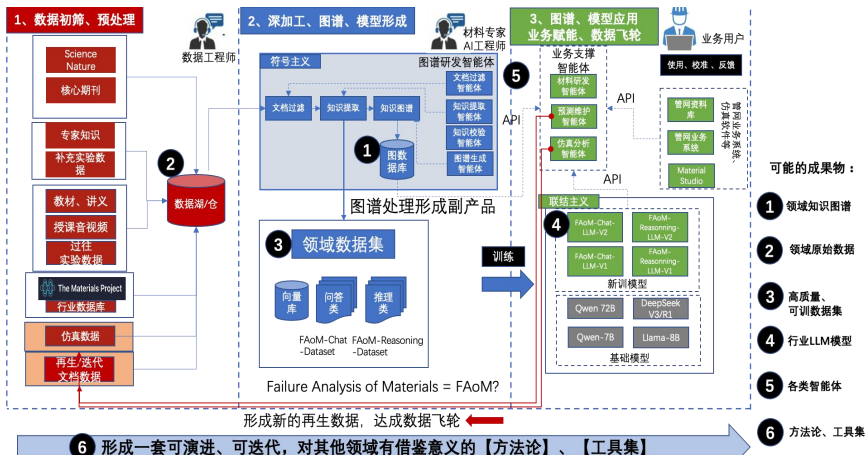 1、数据初筛、预处理
数据工程师
Science
Nature
核心期刊
专家知识
补充实验数
据
教材、讲义
授课音视频
过往
实验数据
The Materials Project
行业数据库
仿真数据
再生/迭代
文档数据
2
数据湖/仓
2、深加工、图谱、模型形成
材料专家
AI工程师
符号主义
图谱研发智能体
文档过滤
知识提取
知识图谱
文档过滤
智能体
知识提取
智能体
知识校验
智能体
图谱生成
智能体
1
图数
据库
图谱处理形成副产品
3
领域数据集
向量
库
问答
类
推理
类
FAoM-Chat
-Dataset
FAoM-Reasoning
-Dataset
Failure Analysis of Materials = FAoM?
训练
3、图谱、模型应用
业务赋能、数据飞轮
业务用户
使用、校准、反馈
5
业务支撑
智能体
材料研发
智能体
预测维护
智能体
仿真分析
智能体
API
API
API
管网资料
库
管网业务
系统
Material
Studio
管网业务系统、
仿真软件等
联结主义
4
FAoM-Chat-
LLM-V2
FAoM-
Reasonning-
LLM-V2
FAoM-Chat-
LLM-V1
FAoM-
Reasonning-
LLM-V1
新训模型
Qwen 72B
DeepSeek
V3/R1
Qwen-7B
Llama-8B
基础模型
形成新的再生数据，达成数据飞轮
6 形成一套可演进、可迭代，对其他领域有借鉴意义的【方法论】、【工具集】
可能的成果物：
1 领域知识图谱
2 领域原始数据
3 高质量、
可训数据集
4 行业LLM模型
5 各类智能体
6 方法论、工具集